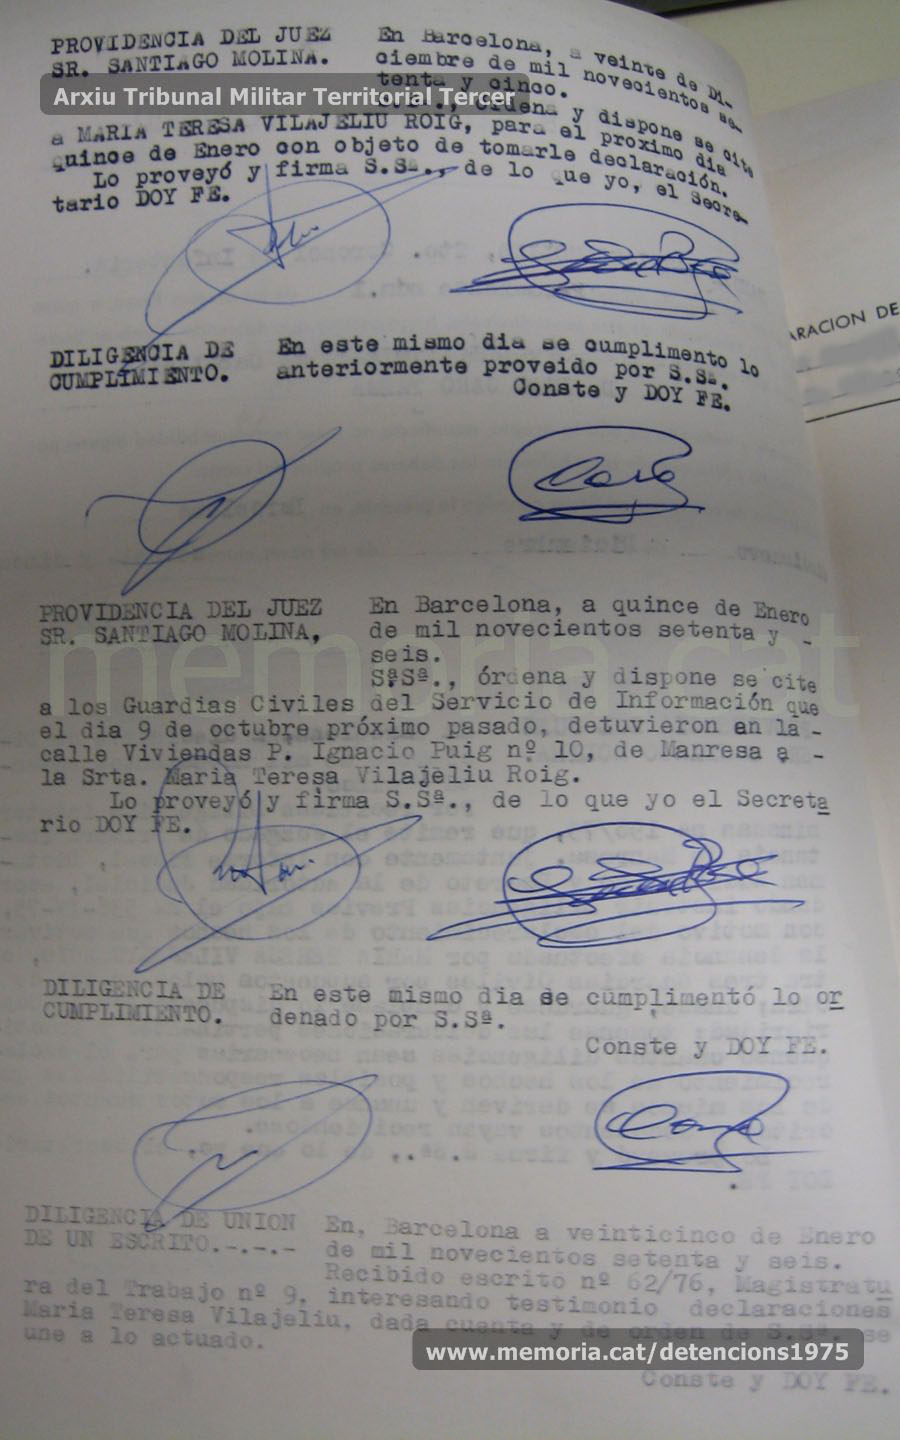 PROVIDENCIA DEL JUEZ
SR. SANTIAGO MOLINA.
En Barcelona, a veinte de Di-
ciembre de mil novecientos se-
tenta y cinco.
Arxiu Tribunal Militar Territorial Tercer
ordena y dispone se cite
a MARIA TERESA VILAJELIU ROIG, para el proximo dia
quince de Enero con objeto de tomarle declaración.
Lo proveyó y firma S.Sª., de lo que yo, el Secre-
tario DOY FE.
DILIGENCIA DE
CUMPLIMIENTO.
En este mismo dia se cumplimento lo
anteriormente proveido por S.Sª.
Conste y DOY FE.
ARACION DE
PROVIDENCIA DEL JUEZ
SR. SANTIAGO MOLINA,
En Barcelona, a quince de Enero
de mil novecientos setenta y -
seis.
SªSª., órdena y dispone se cite
a los Guardias Civiles del Servicio de Información que
el dia 9 de octubre próximo pasado, detuvieron en la -
calle Viviendas P. Ignacio Puig nº 10, de Manresa a -
la Srta. Maria Teresa Vilajeliu Roig.
Lo proveyó y firma S.Sª., de lo que yo el Secreta
rio DOY FE.
memoria.cat
DILIGENCIA DE
CUMPLIMIENTO.
En este mismo dia se cumplimentó lo or
denado por S.Sª.
Conste y DOY FE.
DILIGENCIA DE UNION
DE UN ESCRITO.-.-.-
En, Barcelona a veinticinco de Enero
de mil novecientos setenta y seis.
Recibido escrito nº 62/76, Magistratu
ra del Trabajo nº 9, interesando testimonio declaraciones
Maria Teresa Vilajeliu, dada cuenta y de orden de S.Sª. se
une a lo actuado.
www.memoria.cat/detencions1975
Conste y DOY FE.